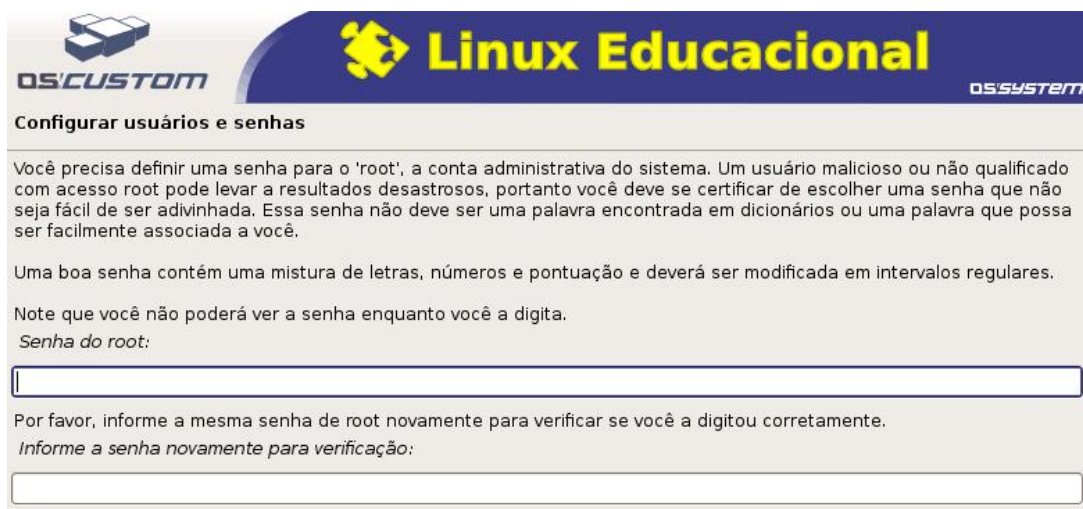 OS'CUSTOM
Linux Educacional
OS'SYSTEM
Configurar usuários e senhas
Você precisa definir uma senha para o 'root', a conta administrativa do sistema. Um usuário malicioso ou não qualificado
com acesso root pode levar a resultados desastrosos, portanto você deve se certificar de escolher uma senha que não
seja fácil de ser adivinhada. Essa senha não deve ser uma palavra encontrada em dicionários ou uma palavra que possa
ser facilmente associada a você.
Uma boa senha contém uma mistura de letras, números e pontuação e deverá ser modificada em intervalos regulares.
Note que você não poderá ver a senha enquanto você a digita.
Senha do root:
Por favor, informe a mesma senha de root novamente para verificar se você a digitou corretamente.
Informe a senha novamente para verificação: